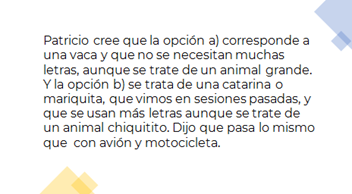 Patricio cree que la opción a) corresponde a
una vaca y que no se necesitan muchas
letras, aunque se trate de un animal grande.
Y la opción b) se trata de una catarina o
mariquita, que vimos en sesiones pasadas, y
que se usan más letras aunque se trate de
un animal chiquitito. Dijo que pasa lo mismo
que con avión y motocicleta.